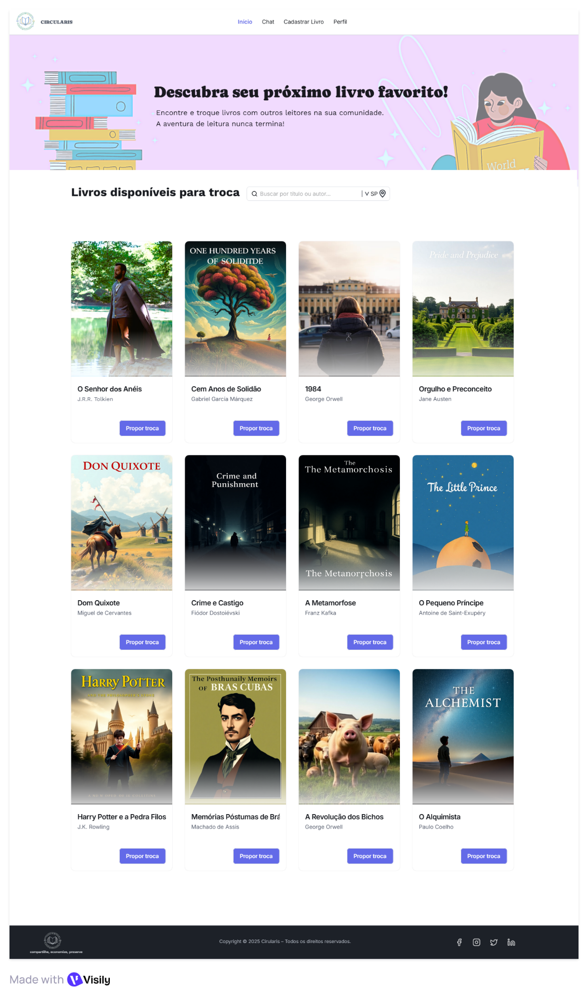 CIRCULARIS
Início Chat Cadastrar Livro Perfil
Descubra seu próximo livro favorito!
Encontre e troque livros com outros leitores na sua comunidade.
A aventura de leitura nunca termina!
World
Livros disponíveis para troca
Buscar por título ou autor...
| V SP
ONE HUNDRED YEARS
OF SOLIDITDE
Pride and Prejudice
O Senhor dos Anéis
J.R.R. Tolkien
Propor troca
Cem Anos de Solidão
Gabriel García Márquez
Propor troca
1984
George Orwell
Propor troca
Orgulho e Preconceito
Jane Austen
Propor troca
DON QUIXOTE
Crime and
Punishment
The
The Metamorchosis
The Metanorrchosis
The Little Prince
Dom Quixote
Miguel de Cervantes
Propor troca
Crime e Castigo
Fiódor Dostoiévski
Propor troca
A Metamorfose
Franz Kafka
Propor troca
O Pequeno Príncipe
Antoine de Saint-Exupéry
Propor troca
HARRY POTTER
AND THE PHILOSOPHER'S STONE
The Posthunaily Memoirs
OF BRAS CUBAS
THE
ALCHEMIST
Harry Potter e a Pedra Filos
J.K. Rowling
Propor troca
Memórias Póstumas de Brá
Machado de Assis
Propor troca
A Revolução dos Bichos
George Orwell
Propor troca
O Alquimista
Paulo Coelho
Propor troca
compartilhe, economize, preserve
Copyright © 2025 Cirularis – Todos os direitos reservados.
Made with Visily